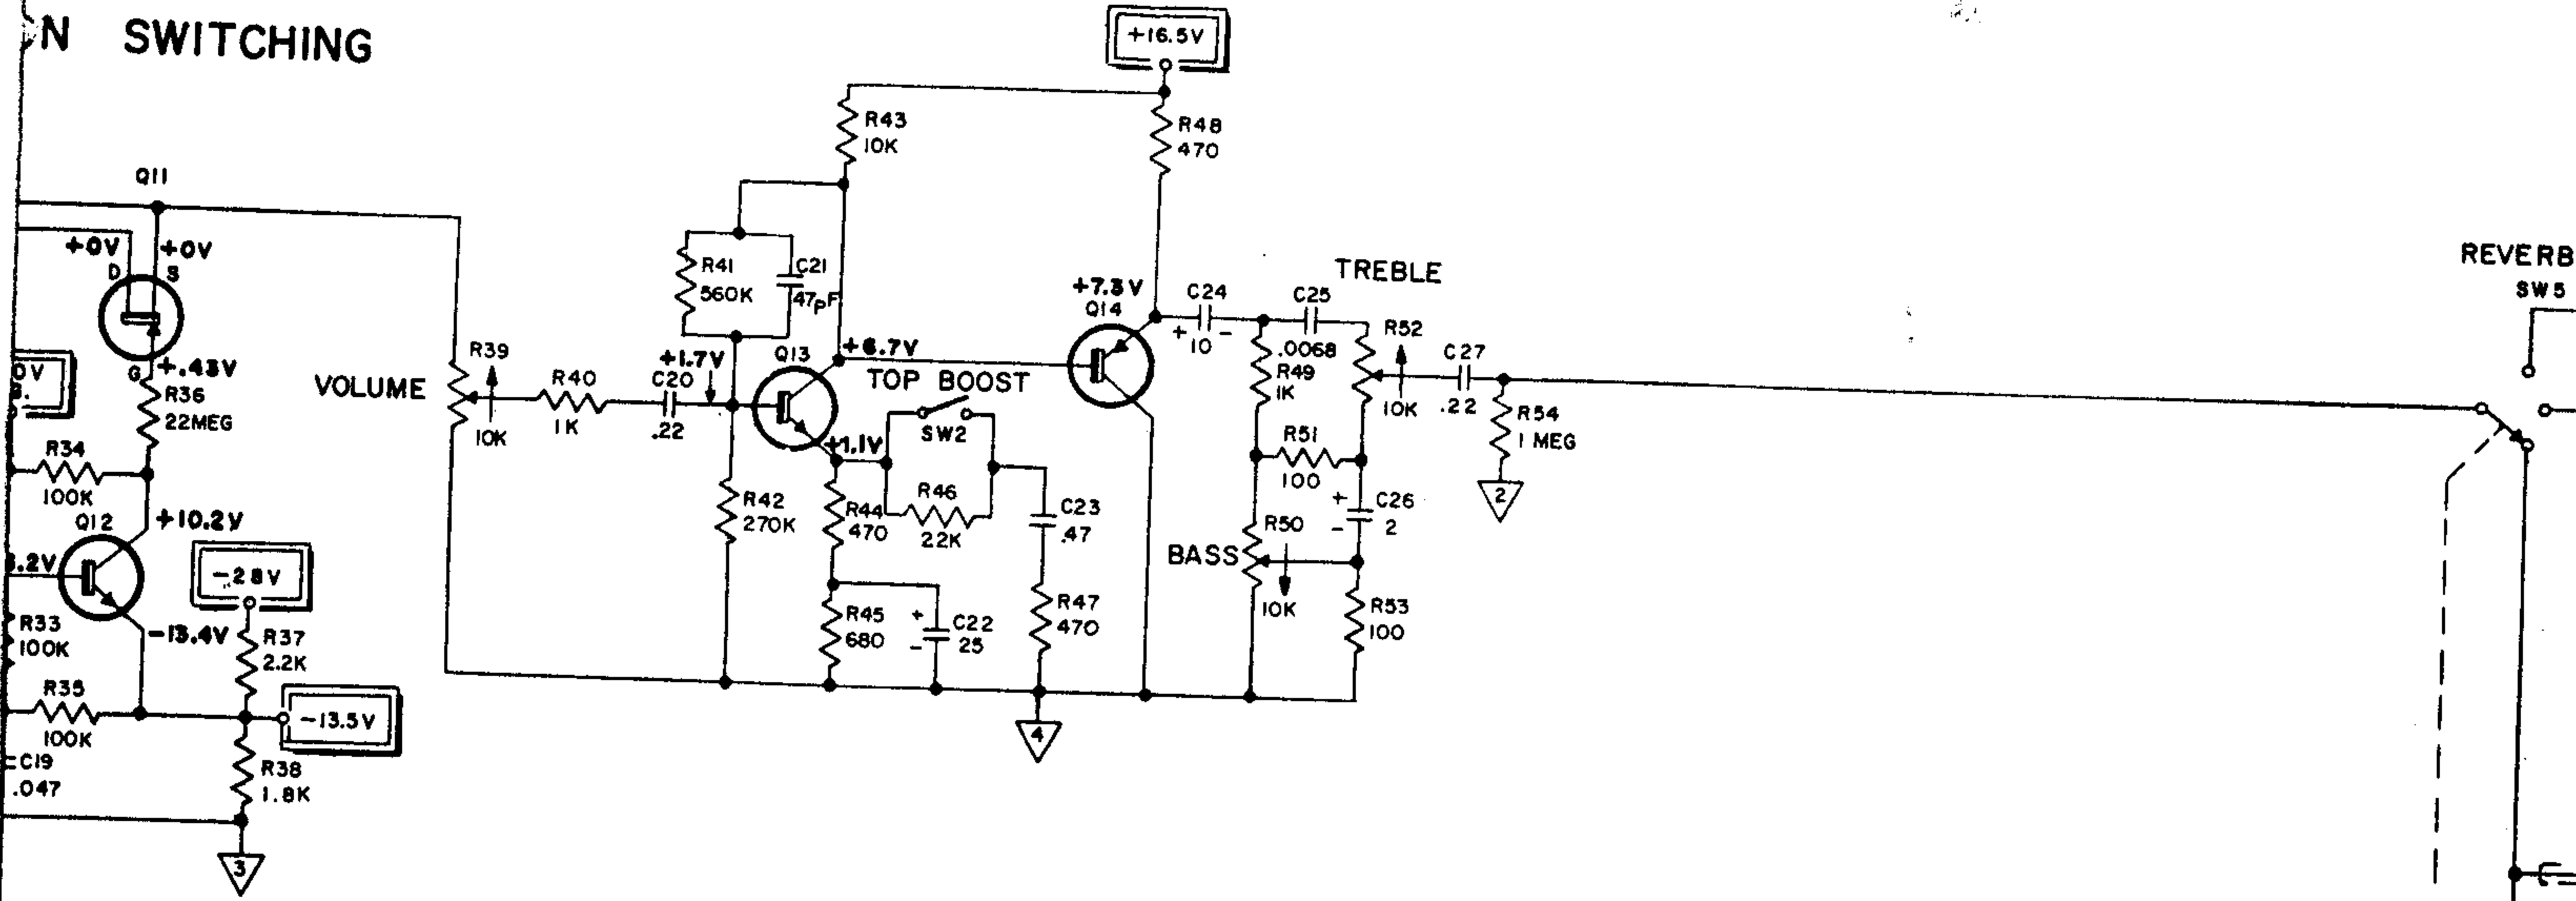 N SWITCHING
+16.5V
R43
10K
R48
470
Q11
+0V
+0V
D
S
R41
560K
C21
47pF
TREBLE
+7.3V
Q14
C24
+ 10 -
C25
.0068
R52
10K
C27
.22
REVERB
SW5
0V
G
+.43V
R36
22MEG
VOLUME
R39
10K
R40
1K
C20
.22
+1.7V
Q13
+6.7V
TOP BOOST
SW2
+1.1V
R49
1K
R54
1 MEG
2
R34
100K
Q12
+10.2V
R42
270K
R44
470
R46
22K
C23
.47
R51
100
+
-
C26
2
R50
10K
BASS
.2V
-28V
-13.4V
R33
100K
R37
2.2K
R45
680
+
-
C22
25
R47
470
R53
100
R35
100K
-13.5V
4
C19
.047
R38
1.8K
3